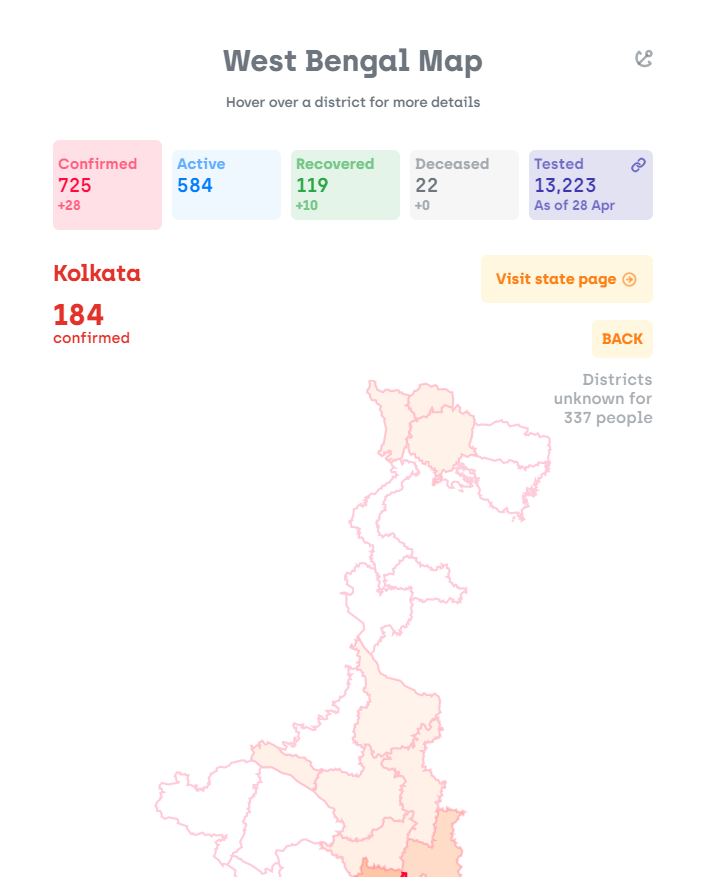 West Bengal Map
Hover over a district for more details
Confirmed
725
+28
Active
584
Recovered
119
+10
Deceased
22
+0
Tested
13,223
As of 28 Apr
Kolkata
184
confirmed
Visit state page
BACK
Districts
unknown for
337 people